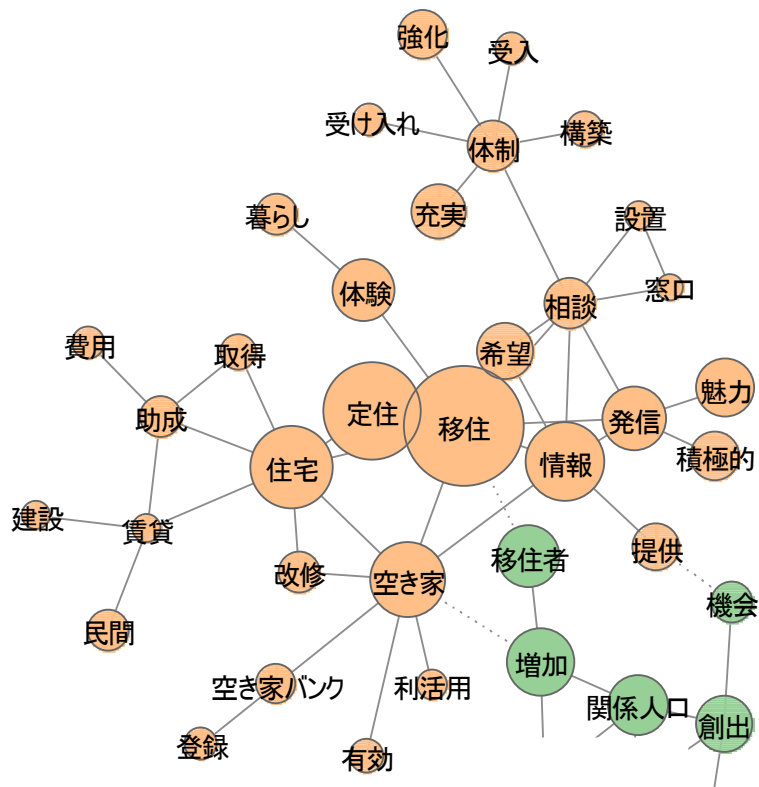 強化
受入
受け入れ
構築
体制
充実
暮らし
設置
体験
窓口
相談
費用
取得
希望
魅力
助成
定住
移住
発信
住宅
情報
積極的
建設
賃貸
提供
移住者
改修
空き家
機会
民間
増加
空き家バンク
利活用
関係人口
創出
登録
有効